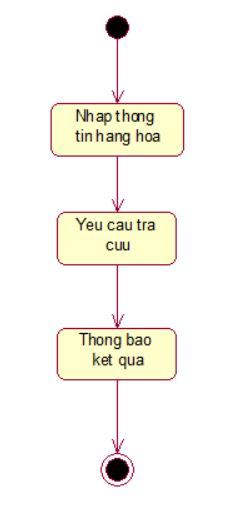 Nhap thong
tin hang hoa
Yeu cau tra
cuu
Thong bao
ket qua